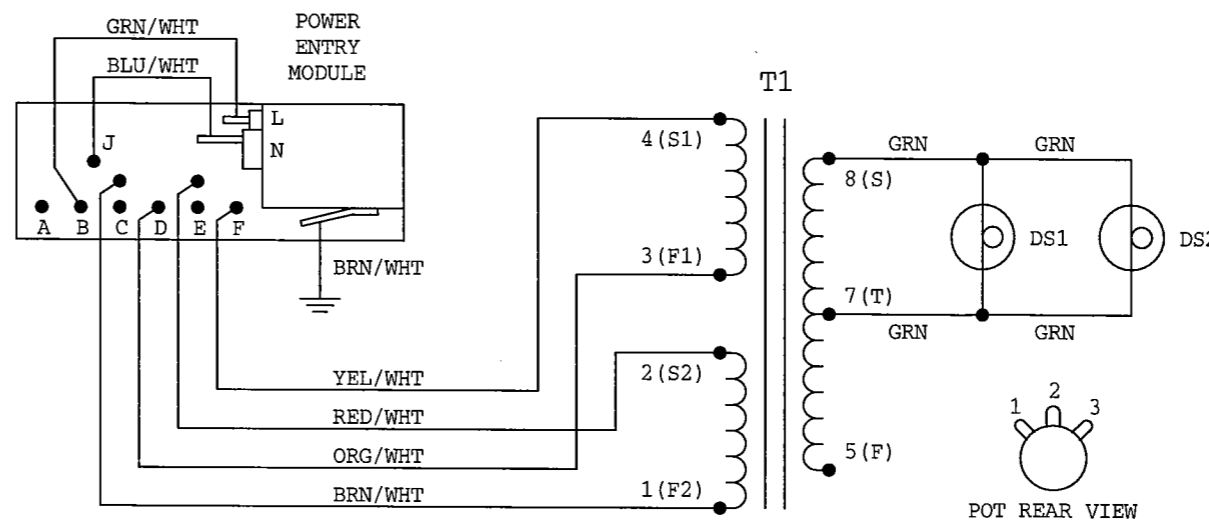 GRN/WHT
POWER
ENTRY
MODULE
BLU/WHT
L
N
J
A B C D E F
BRN/WHT
T1
4(S1)
3(F1)
2(S2)
1(F2)
YEL/WHT
RED/WHT
ORG/WHT
BRN/WHT
8(S)
7(T)
5(F)
GRN GRN
DS1 DS2
GRN GRN
1 2 3
POT REAR VIEW